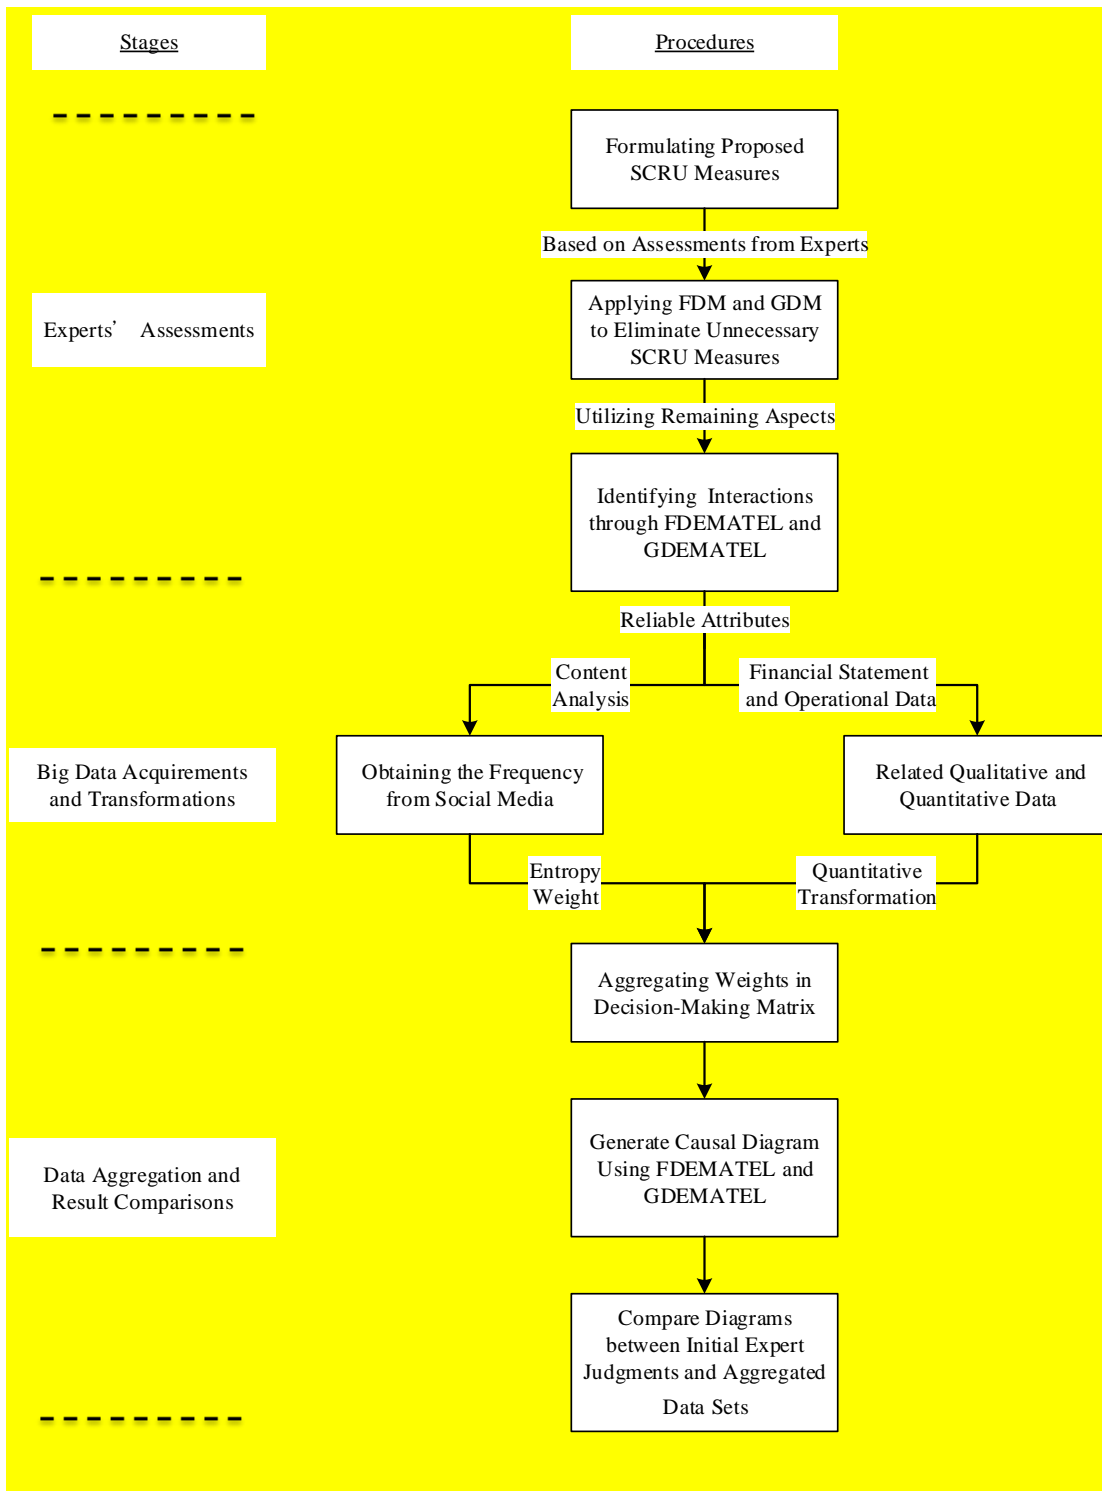 Stages
Procedures
Formulating Proposed
SCRU Measures
Based on Assessments from Experts
Experts’ Assessments
Applying FDM and GDM
to Eliminate Unnecessary
SCRU Measures
Utilizing Remaining Aspects
Identifying Interactions
through FDEMATEL and
GDEMATEL
Reliable Attributes
Content
Analysis
Financial Statement
and Operational Data
Big Data Acquirements
and Transformations
Obtaining the Frequency
from Social Media
Related Qualitative and
Quantitative Data
Entropy
Weight
Quantitative
Transformation
Aggregating Weights in
Decision-Making Matrix
Data Aggregation and
Result Comparisons
Generate Causal Diagram
Using FDEMATEL and
GDEMATEL
Compare Diagrams
between Initial Expert
Judgments and Aggregated
Data Sets